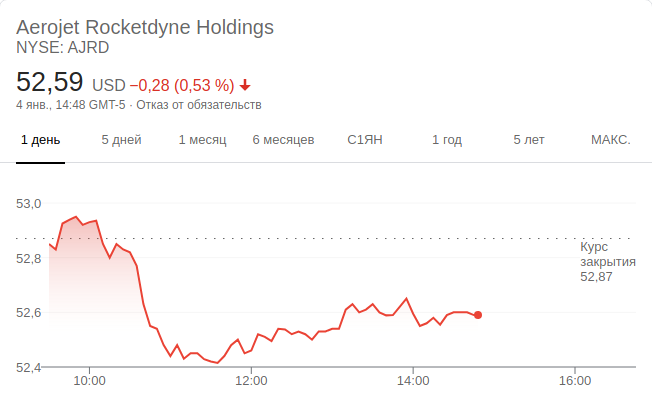 Aerojet Rocketdyne Holdings
NYSE: AJRD
52,59 USD −0,28 (0,53 %)
4 янв., 14:48 GMT-5 · Отказ от обязательств
1 день 5 дней 1 месяц 6 месяцев С1ЯН 1 год 5 лет МАКС.
53,0
52,8
52,6
52,4
Курс
закрытия
52,87
10:00 12:00 14:00 16:00